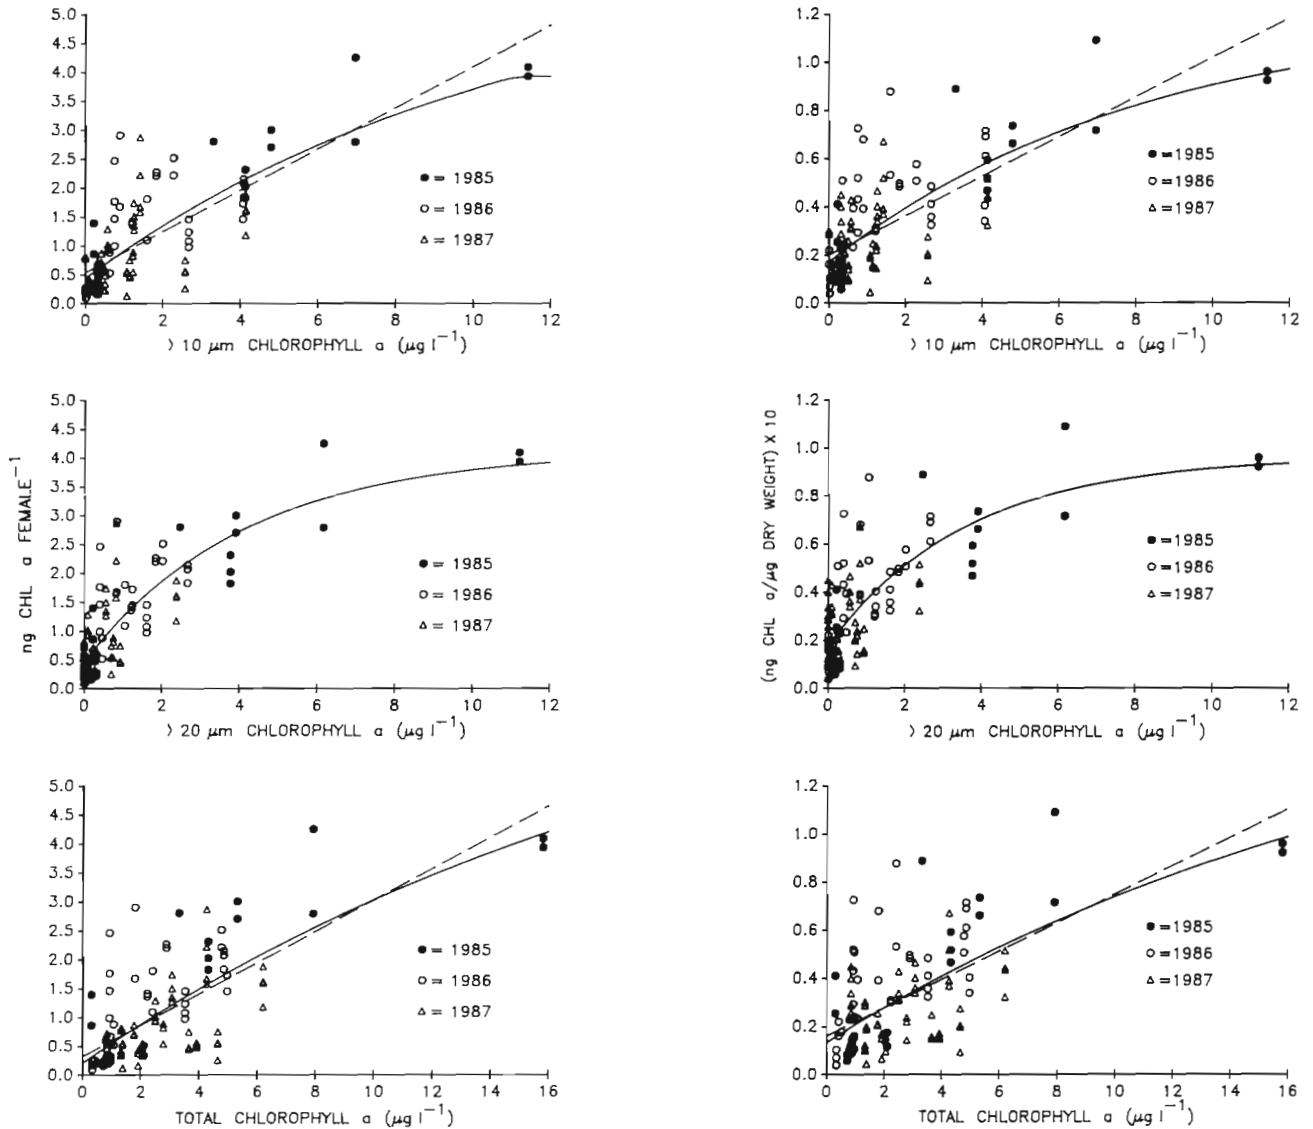 5.0
4.5
4.0
3.5
3.0
2.5
2.0
1.5
1.0
0.5
0.0
0 2 4 6 8 10 12
> 10 μm CHLOROPHYLL a (μg l⁻¹)
● = 1985
○ = 1986
△ = 1987
1.2
1.0
0.8
0.6
0.4
0.2
0.0
0 2 4 6 8 10 12
> 10 μm CHLOROPHYLL a (μg l⁻¹)
● = 1985
○ = 1986
△ = 1987
ng CHL a FEMALE⁻¹
5.0
4.5
4.0
3.5
3.0
2.5
2.0
1.5
1.0
0.5
0.0
0 2 4 6 8 10 12
> 20 μm CHLOROPHYLL a (μg l⁻¹)
● = 1985
○ = 1986
△ = 1987
(ng CHL a/μg DRY WEIGHT) X 10
1.2
1.0
0.8
0.6
0.4
0.2
0.0
0 2 4 6 8 10 12
> 20 μm CHLOROPHYLL a (μg l⁻¹)
● = 1985
○ = 1986
△ = 1987
5.0
4.5
4.0
3.5
3.0
2.5
2.0
1.5
1.0
0.5
0.0
0 2 4 6 8 10 12 14 16
TOTAL CHLOROPHYLL a (μg l⁻¹)
● = 1985
○ = 1986
△ = 1987
1.2
1.0
0.8
0.6
0.4
0.2
0.0
0 2 4 6 8 10 12 14 16
TOTAL CHLOROPHYLL a (μg l⁻¹)
● = 1985
○ = 1986
△ = 1987